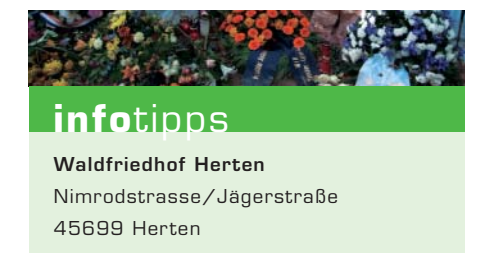 infotipps
Waldfriedhof Herten
Nimrodstrasse/Jägerstraße
45699 Herten